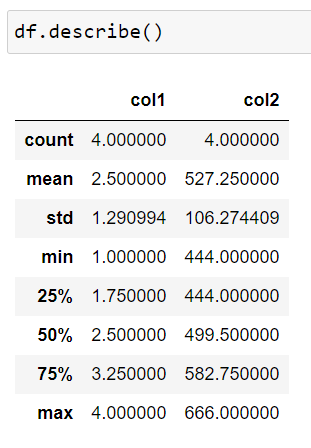 df.describe()
col1 col2
count 4.000000 4.000000
mean 2.500000 527.250000
std 1.290994 106.274409
min 1.000000 444.000000
25% 1.750000 444.000000
50% 2.500000 499.500000
75% 3.250000 582.750000
max 4.000000 666.000000